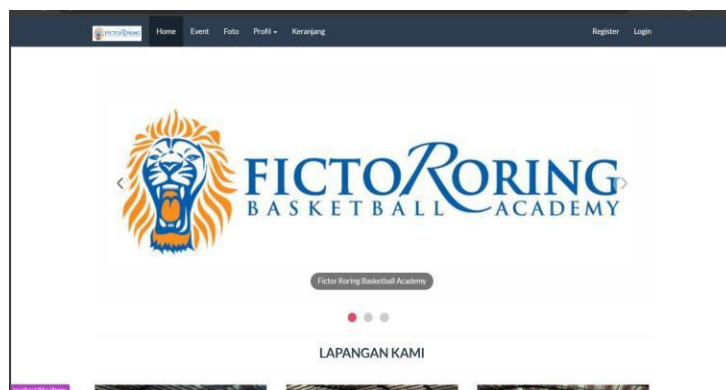 FICTORORING Home Event Foto Profil Keranjang Register Login
FICTORORING
BASKETBALL ACADEMY
Fictor Roring Basketball Academy
LAPANGAN KAMI